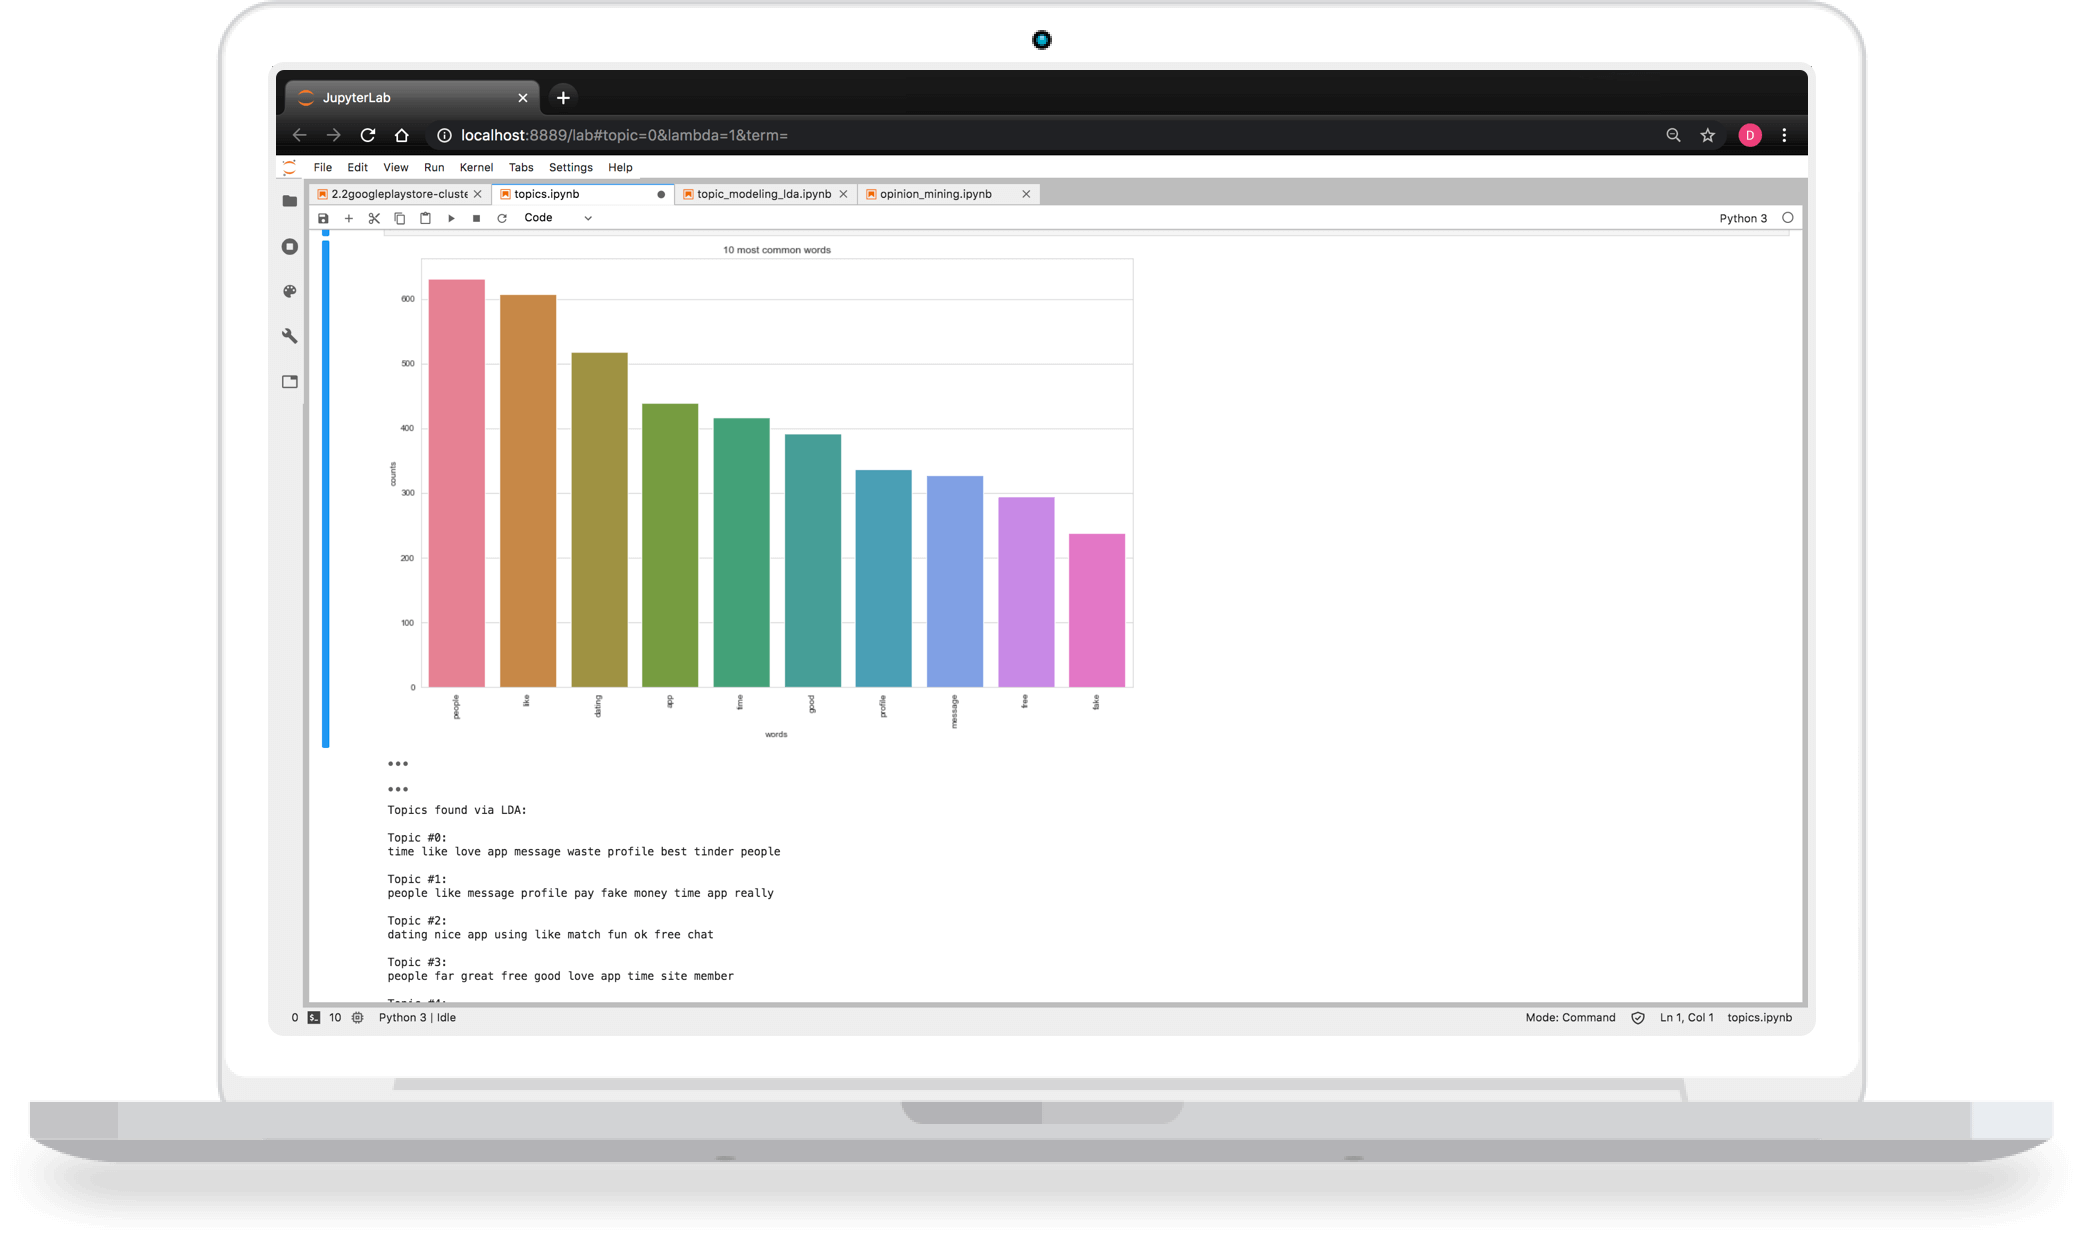 JupyterLab
localhost:8889/lab#topic=0&lambda=1&term=
D
File Edit View Run Kernel Tabs Settings Help
2.2googleplaystore-cluste topics.ipynb topic_modeling_lda.ipynb opinion_mining.ipynb
Code Python 3
10 most common words
600
500
400
300
200
100
0
counts
people like dating app time good profile message free fake
words
Topics found via LDA:
Topic #0:
time like love app message waste profile best tinder people
Topic #1:
people like message profile pay fake money time app really
Topic #2:
dating nice app using like match fun ok free chat
Topic #3:
people far great free good love app time site member
Topic #4:
0 $_ 10 Python 3 | Idle Mode: Command Ln 1, Col 1 topics.ipynb